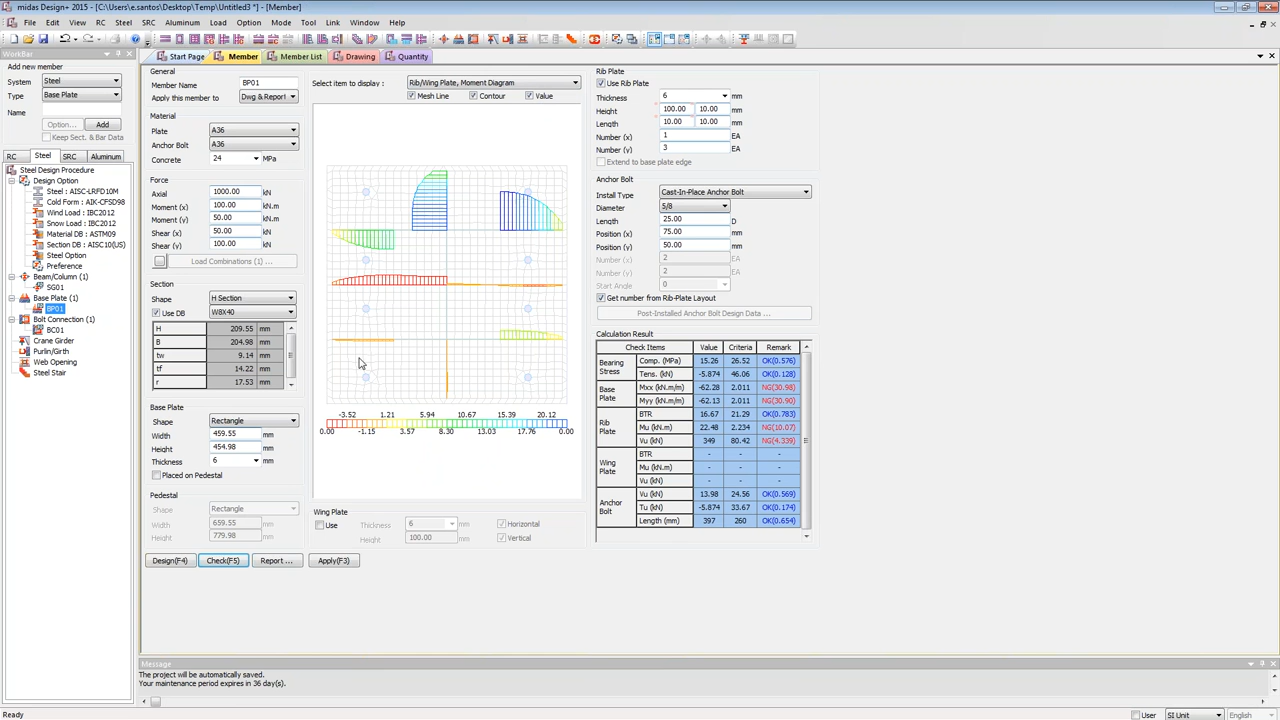 midas Design+ 2015 - [C:\Users\e.santos\Desktop\Temp\Untitled3 *] - [Member]
File Edit View RC Steel SRC Aluminum Load Option Mode Tool Link Window Help
WorkBar
Start Page Member Member List Drawing Quantity
Add new member
System Steel
Type Base Plate
Name
Option... Add
Keep Sect. & Bar Data
RC Steel SRC Aluminum
Steel Design Procedure
Design Option
Steel : AISC-LRFD10M
Cold Form : AIK-CFSD98
Wind Load : IBC2012
Snow Load : IBC2012
Material DB : ASTM09
Section DB : AISC10(US)
Steel Option
Preference
Beam/Column (1)
SG01
Base Plate (1)
BP01
Bolt Connection (1)
BC01
Crane Girder
Purlin/Girth
Web Opening
Steel Stair
General
Member Name BP01
Apply this member to Dwg & Report
Material
Plate A36
Anchor Bolt A36
Concrete 24 MPa
Force
Axial 1000.00 kN
Moment (x) 100.00 kN.m
Moment (y) 50.00 kN.m
Shear (x) 50.00 kN
Shear (y) 100.00 kN
Load Combinations (1) ...
Section
Shape H Section
Use DB W8X40
H 209.55 mm
B 204.98 mm
tw 9.14 mm
tf 14.22 mm
r 17.53 mm
Base Plate
Shape Rectangle
Width 459.55 mm
Height 454.98 mm
Thickness 6 mm
Placed on Pedestal
Pedestal
Shape Rectangle
Width 659.55 mm
Height 779.98 mm
Design(F4) Check(F5) Report ... Apply(F3)
Select item to display : Rib/Wing Plate, Moment Diagram
Mesh Line Contour Value
-3.52 1.21 5.94 10.67 15.39 20.12
0.00 -1.15 3.57 8.30 13.03 17.76 0.00
Wing Plate
Use Thickness 6 mm Horizontal
Height 100.00 mm Vertical
Rib Plate
Use Rib Plate
Thickness 6 mm
Height 100.00 10.00 mm
Length 10.00 10.00 mm
Number (x) 1 EA
Number (y) 3 EA
Extend to base plate edge
Anchor Bolt
Install Type Cast-In-Place Anchor Bolt
Diameter 5/8
Length 25.00 D
Position (x) 75.00 mm
Position (y) 50.00 mm
Number (x) 2 EA
Number (y) 2 EA
Start Angle 0
Get number from Rib-Plate Layout
Post-Installed Anchor Bolt Design Data ...
Calculation Result
Check Items Value Criteria Remark
Bearing Stress Comp. (MPa) 15.26 26.52 OK(0.576)
Tens. (kN) -5.874 46.06 OK(0.128)
Base Plate Mxx (kN.m/m) -62.28 2.011 NG(30.98)
Myy (kN.m/m) -62.13 2.011 NG(30.90)
Rib Plate BTR 16.67 21.29 OK(0.783)
Mu (kN.m) 22.48 2.234 NG(10.07)
Vu (kN) 349 80.42 NG(4.339)
Wing Plate BTR - - -
Mu (kN.m) - - -
Vu (kN) - - -
Anchor Bolt Vu (kN) 13.98 24.56 OK(0.569)
Tu (kN) -5.874 33.67 OK(0.174)
Length (mm) 397 260 OK(0.654)
Message
The project will be automatically saved.
Your maintenance period expires in 36 day(s).
Ready User SI Unit English